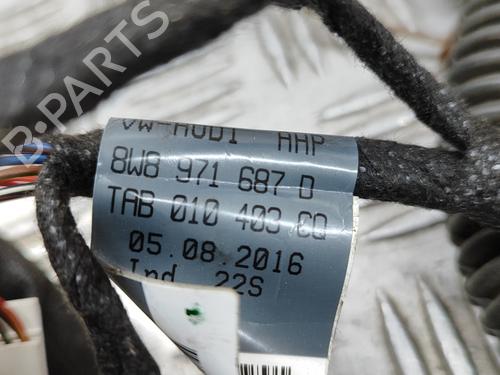 VW-AUDI AHP
8W8 971 687 D
TAB 010 403 CQ
05.08.2016
Ind. 22S
B-PARTS